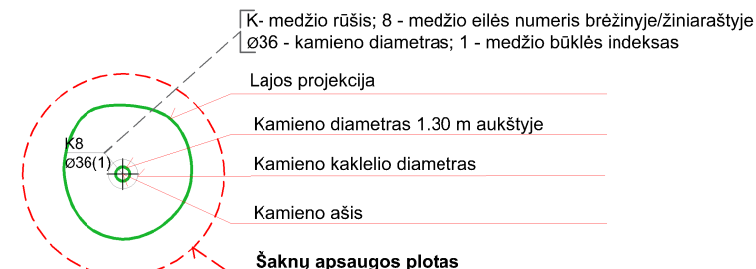 K- medžio rūšis; 8 - medžio eilės numeris brėžinyje/žiniaraštyje
Ø36 - kamieno diametras; 1 - medžio būklės indeksas
Lajos projekcija
Kamieno diametras 1.30 m aukštyje
K8
Ø36(1)
Kamieno kaklelio diametras
Kamieno ašis
Šaknų apsaugos plotas